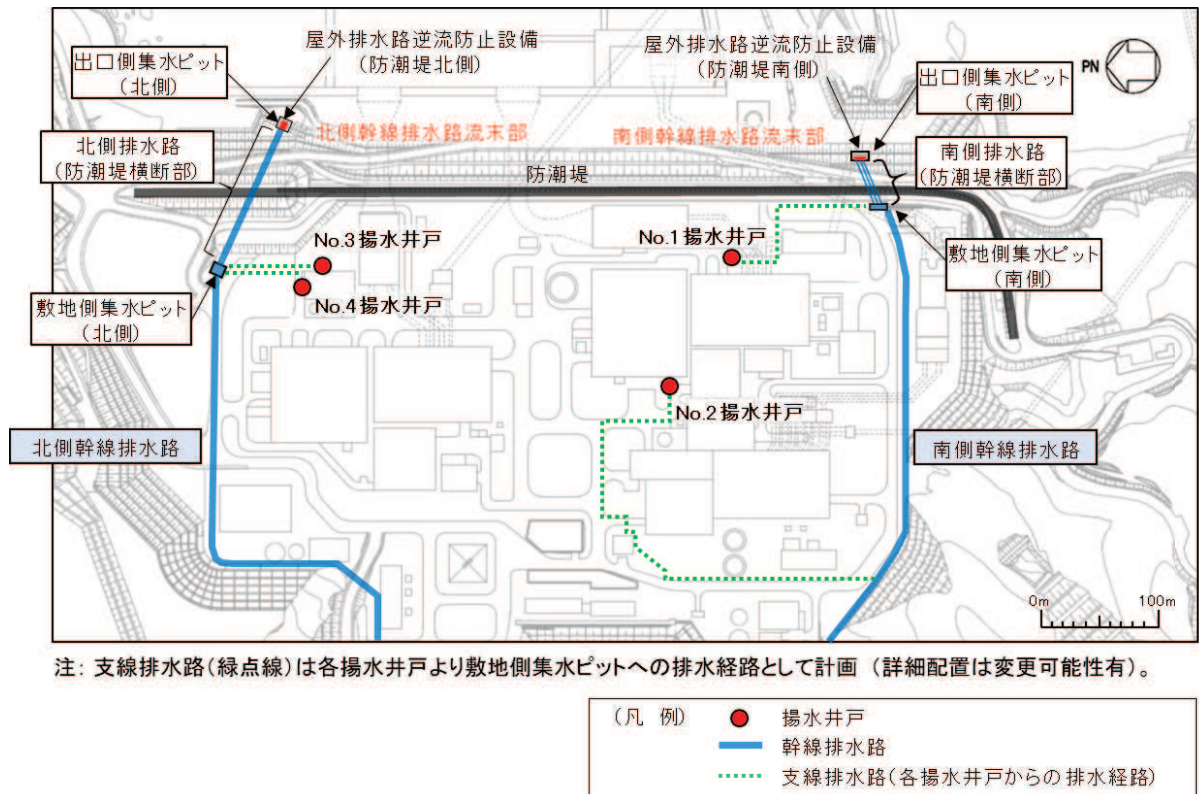 屋外排水路逆流防止設備
(防潮堤北側)
屋外排水路逆流防止設備
(防潮堤南側)
出口側集水ピット
(北側)
出口側集水ピット
(南側)
PN
北側幹線排水路流末部
南側幹線排水路流末部
北側排水路
(防潮堤横断部)
南側排水路
(防潮堤横断部)
防潮堤
No.3揚水井戸
No.1揚水井戸
No.4揚水井戸
敷地側集水ピット
(南側)
敷地側集水ピット
(北側)
No.2揚水井戸
北側幹線排水路
南側幹線排水路
0m 100m
注: 支線排水路(緑点線)は各揚水井戸より敷地側集水ピットへの排水経路として計画 (詳細配置は変更可能性有)。
(凡 例)
揚水井戸
幹線排水路
支線排水路(各揚水井戸からの排水経路)